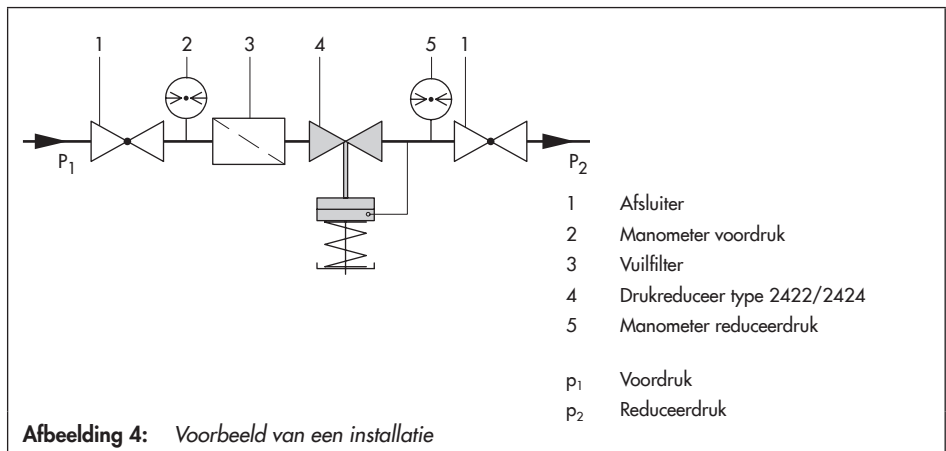 1 2 3 4 5 1
P1 P2
1 Afsluiter
2 Manometer voordruk
3 Vuilfilter
4 Drukreduceer type 2422/2424
5 Manometer reduceerdruk
p1 Voordruk
p2 Reduceerdruk
Afbeelding 4: Voorbeeld van een installatie